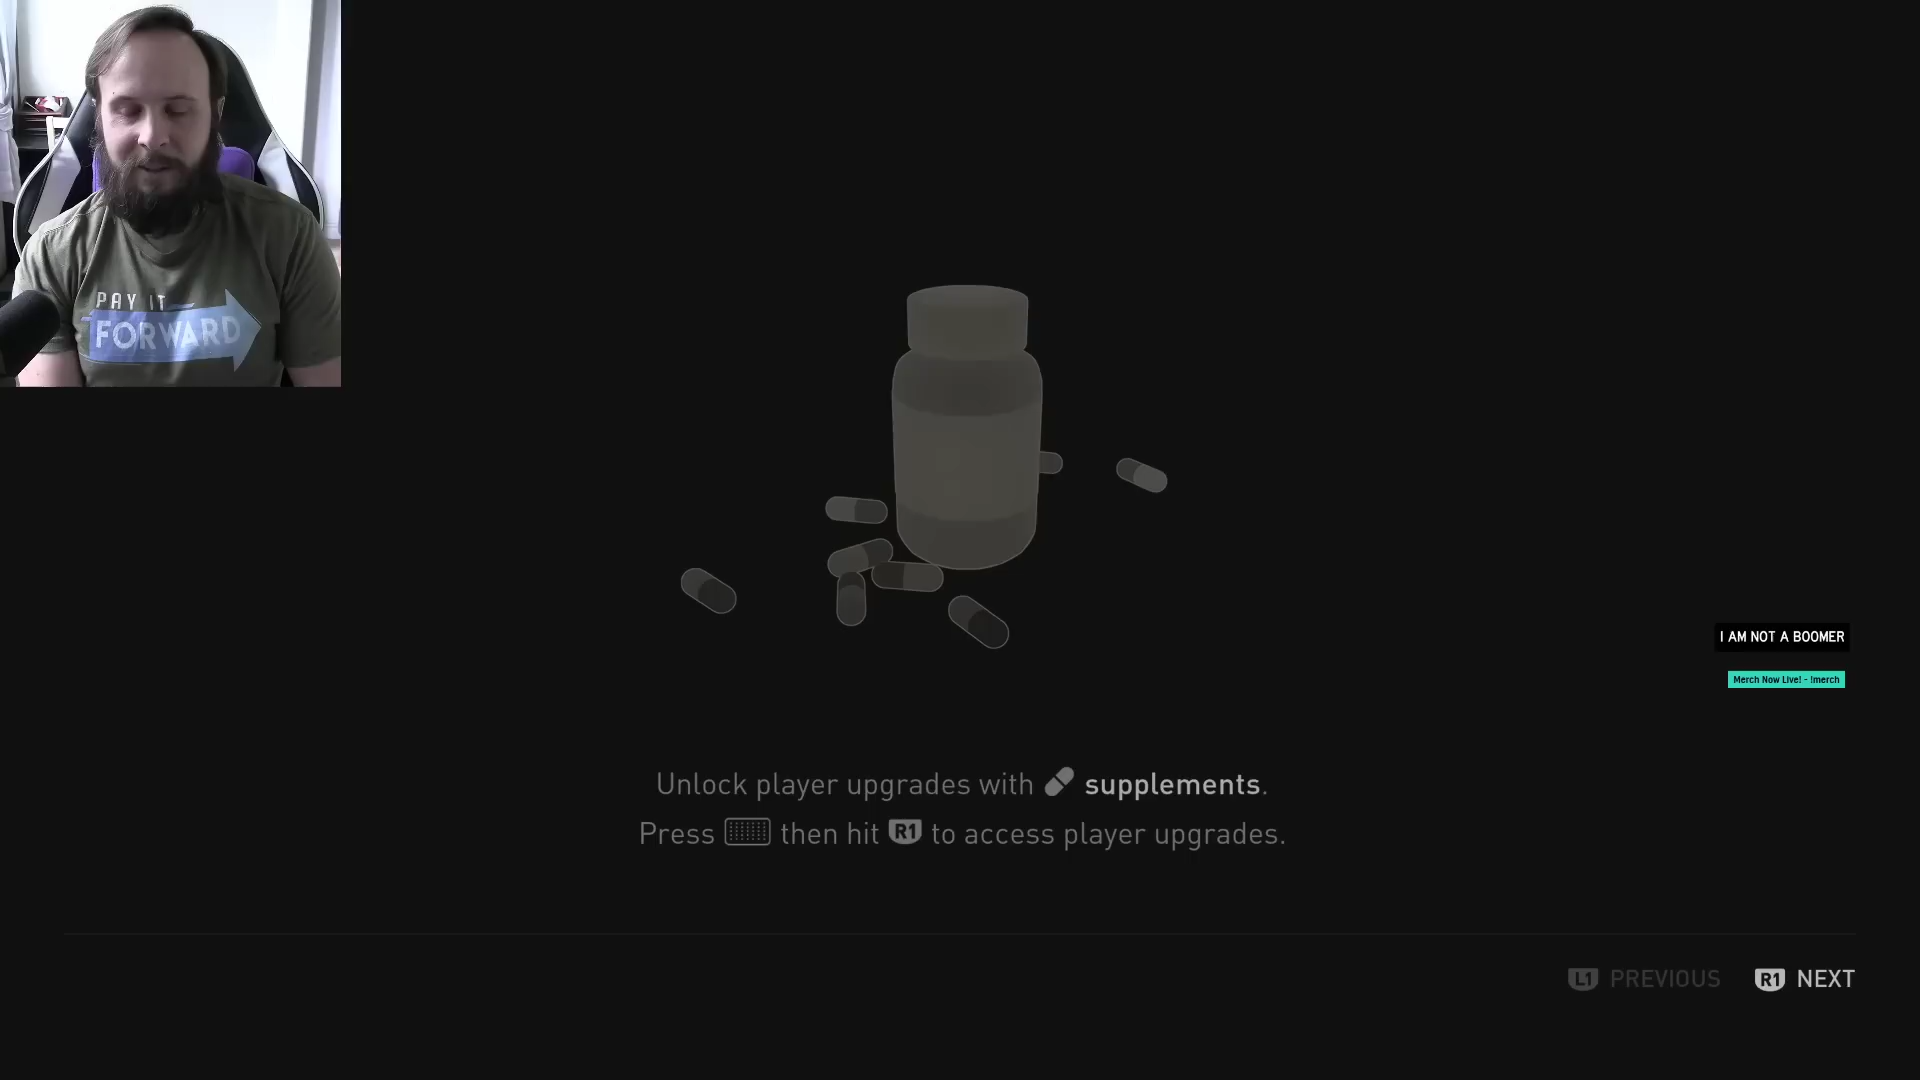 PAY IT
FORWARD
I AM NOT A BOOMER
Merch Now Live! - !merch
Unlock player upgrades with supplements.
Press then hit R1 to access player upgrades.
L1 PREVIOUS R1 NEXT